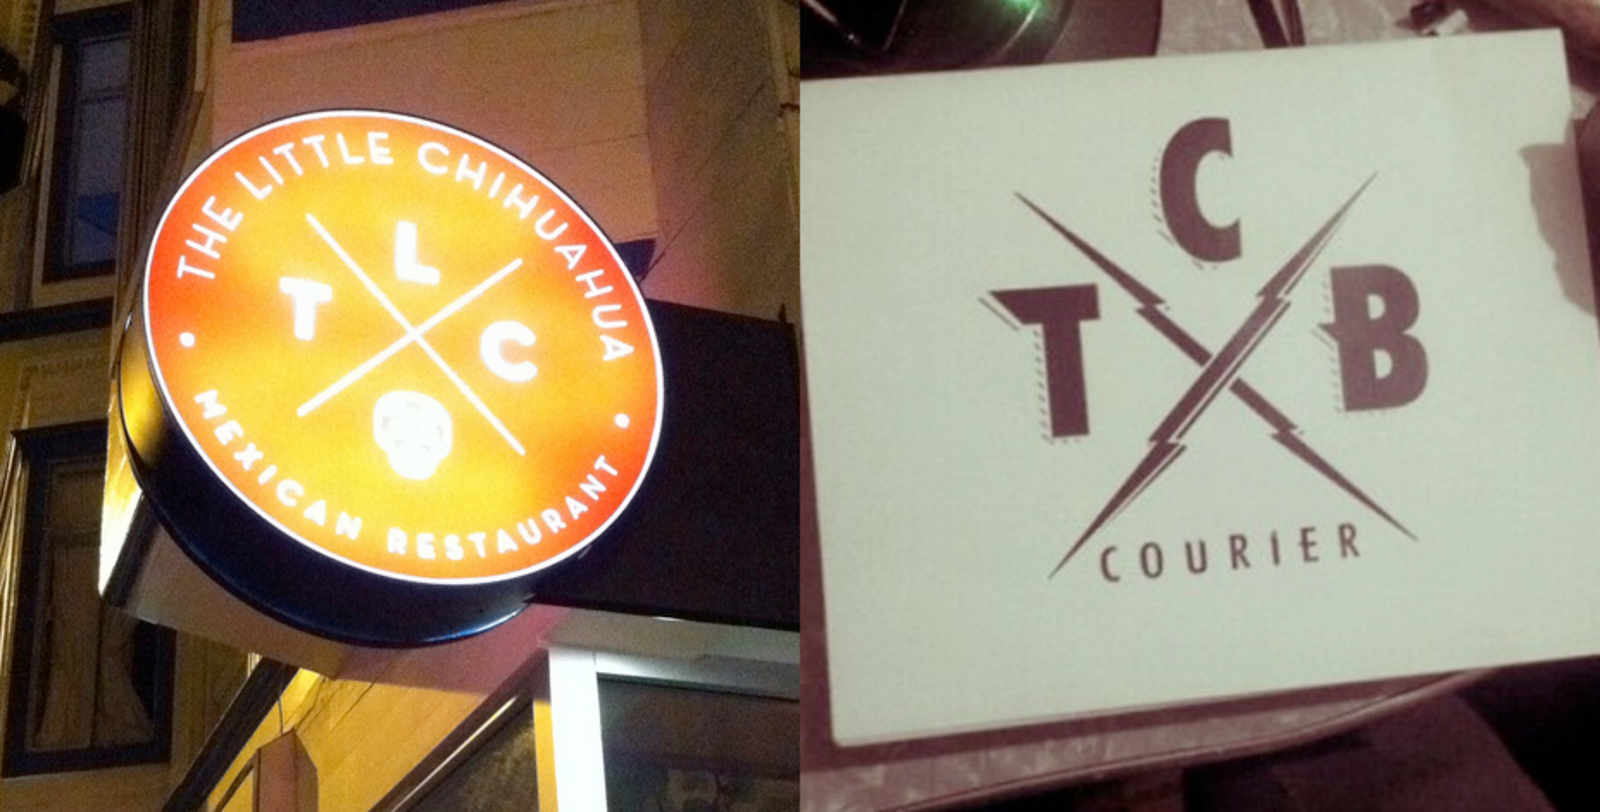 THE LITTLE CHIHUAHUA
T L C
• MEXICAN RESTAURANT •
T C B
COURIER